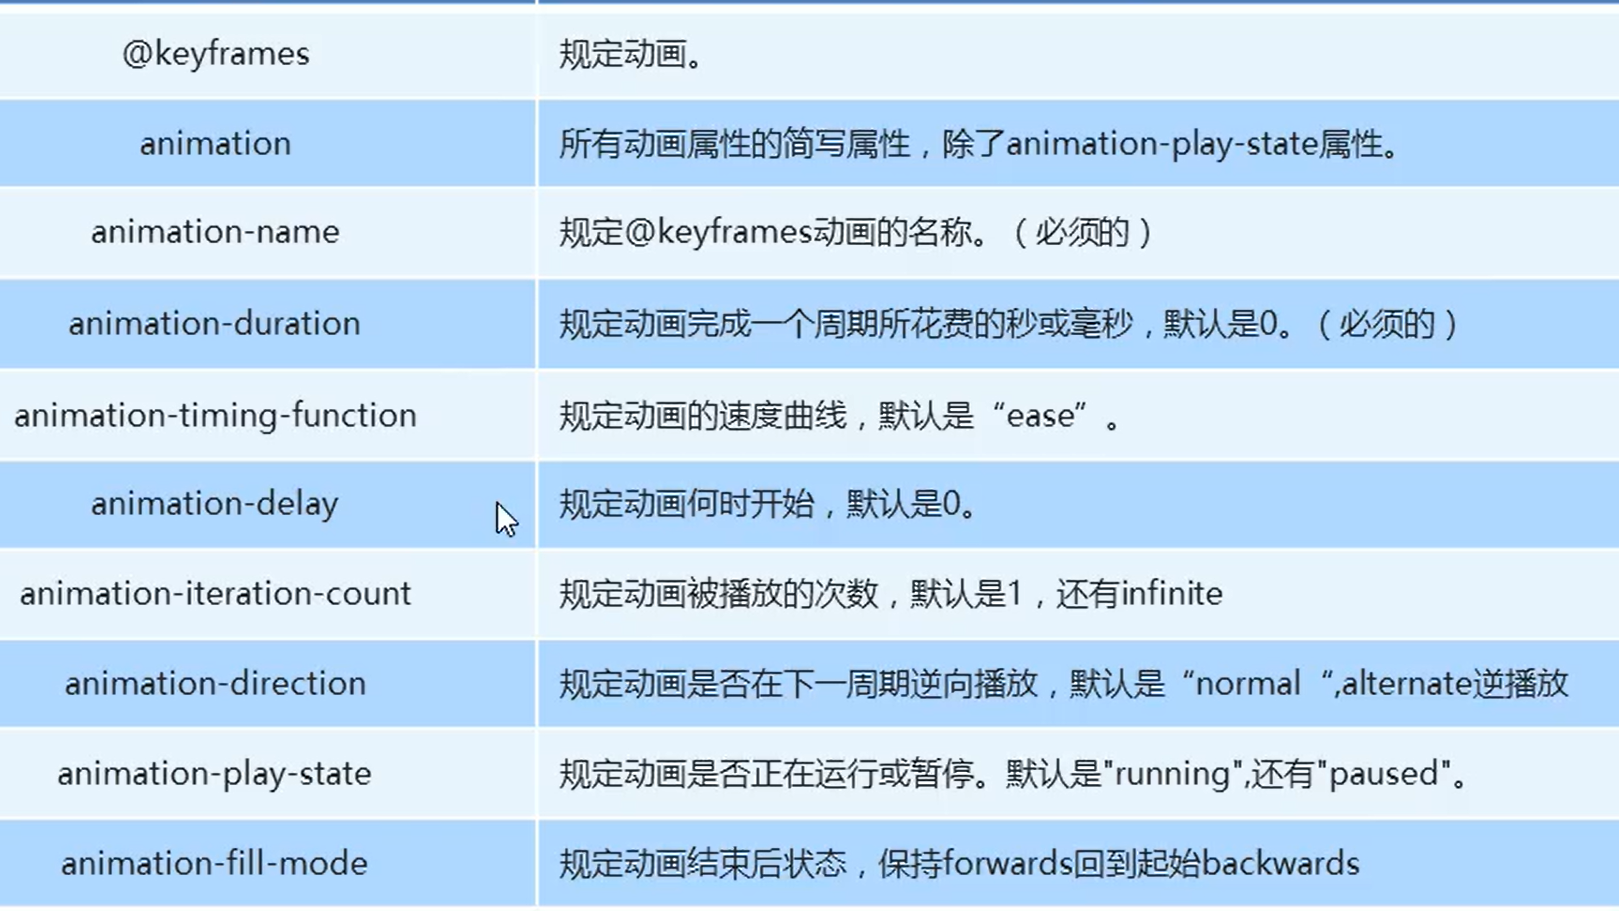 @keyframes 规定动画。
animation 所有动画属性的简写属性，除了animation-play-state属性。
animation-name 规定@keyframes动画的名称。（必须的）
animation-duration 规定动画完成一个周期所花费的秒或毫秒，默认是0。（必须的）
animation-timing-function 规定动画的速度曲线，默认是“ease”。
animation-delay 规定动画何时开始，默认是0。
animation-iteration-count 规定动画被播放的次数，默认是1，还有infinite
animation-direction 规定动画是否在下一周期逆向播放，默认是“normal “,alternate逆播放
animation-play-state 规定动画是否正在运行或暂停。默认是"running",还有"paused"。
animation-fill-mode 规定动画结束后状态，保持forwards回到起始backwards